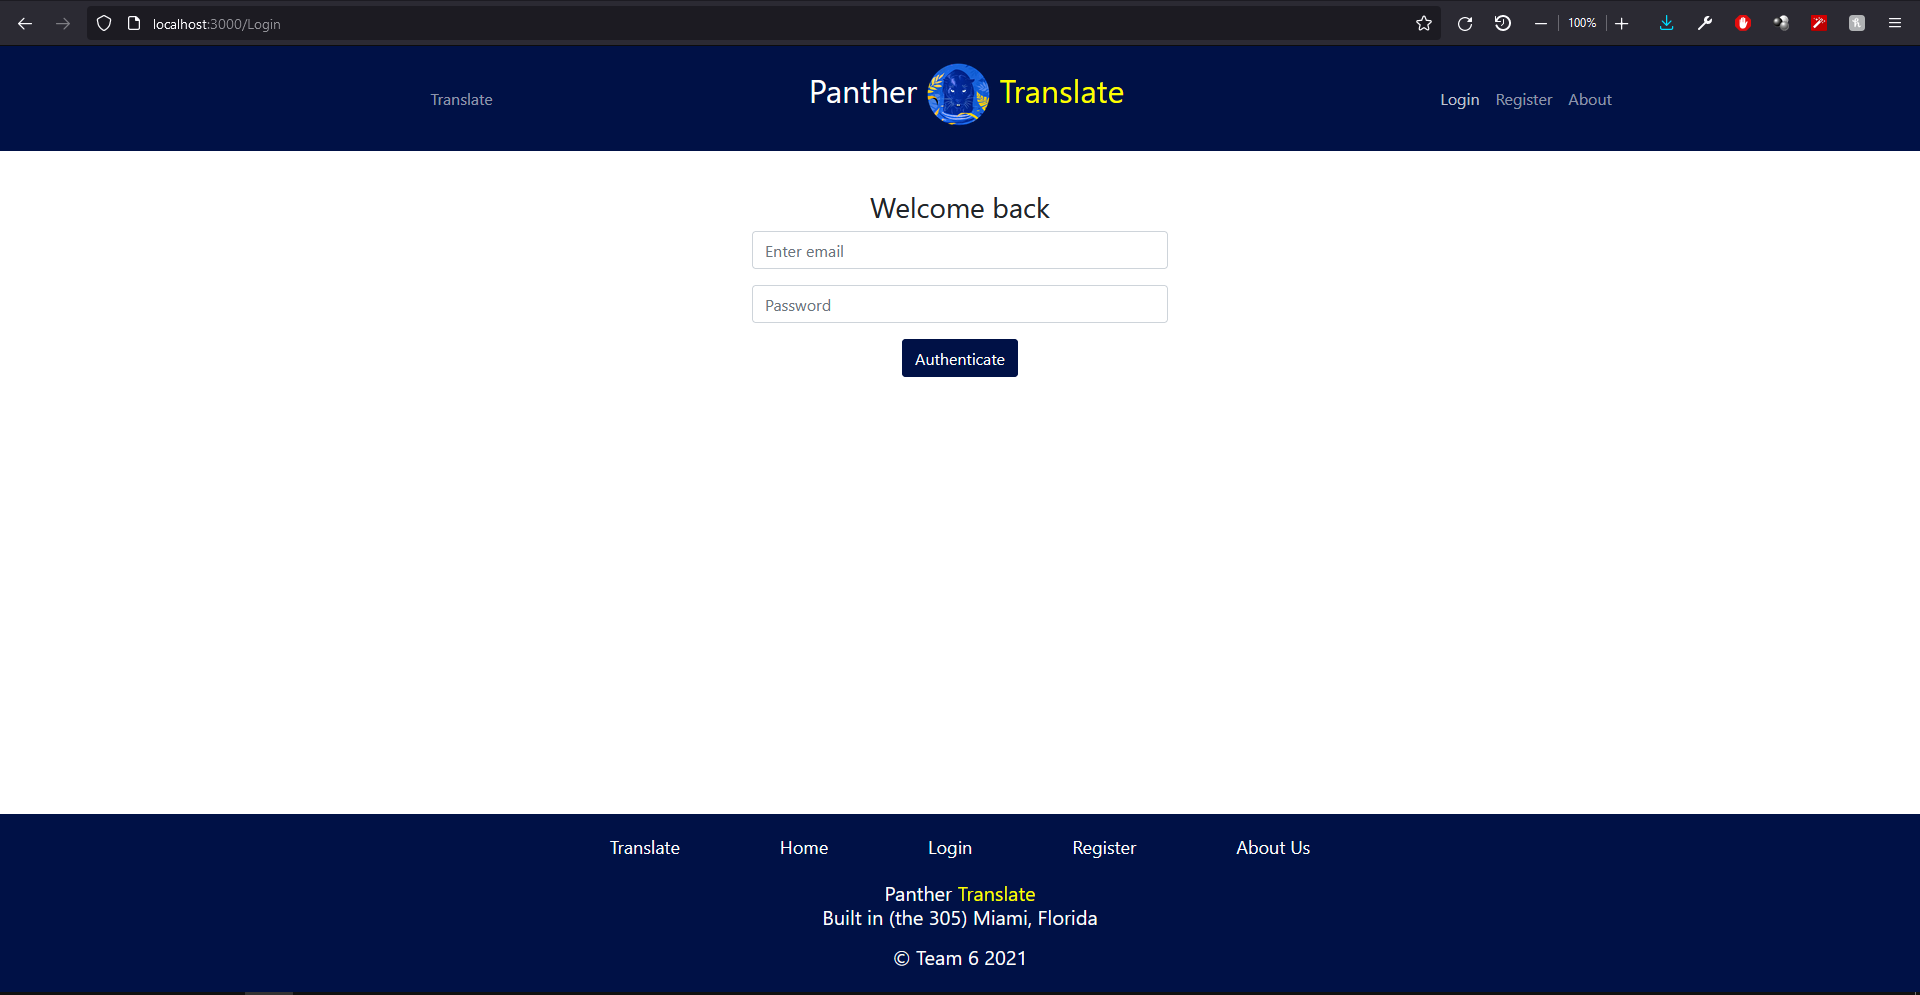 localhost:3000/Login
100%
Translate
Panther Translate
Login Register About
Welcome back
Enter email
Password
Authenticate
Translate Home Login Register About Us
Panther Translate
Built in (the 305) Miami, Florida
© Team 6 2021